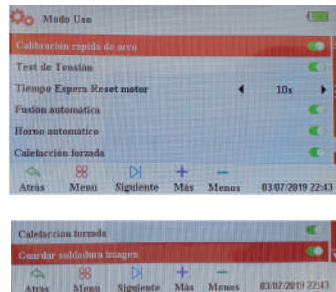 Modo Uso
Calibración rapida de arco
Test de Tensión
Tiempo Espera Reset motor 10s
Fusión automática
Horno automático
Calefacción forzada
Atrás Menú Siguiente Más Menos 03/07/2019 22:43
Calefacción forzada
Guardar soldadura imagen
Atrás Menú Siguiente Más Menos 03/07/2019 22:43